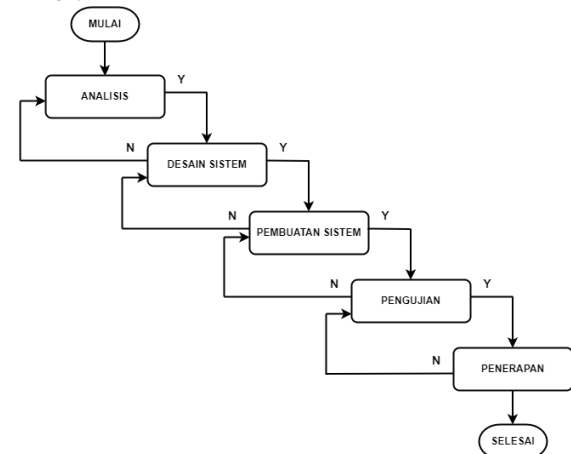 MULAI
Y
ANALISIS
N
Y
DESAIN SISTEM
N
Y
PEMBUATAN SISTEM
N
Y
PENGUJIAN
N
PENERAPAN
SELESAI